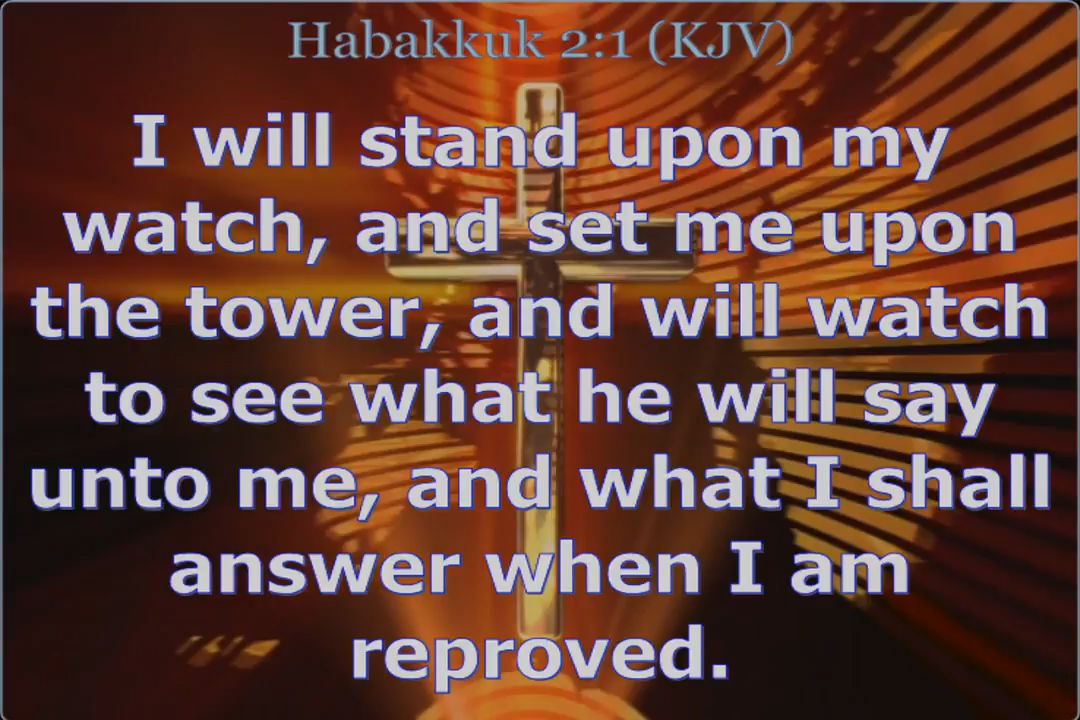 Habakkuk 2:1 (KJV)
I will stand upon my
watch, and set me upon
the tower, and will watch
to see what he will say
unto me, and what I shall
answer when I am
reproved.